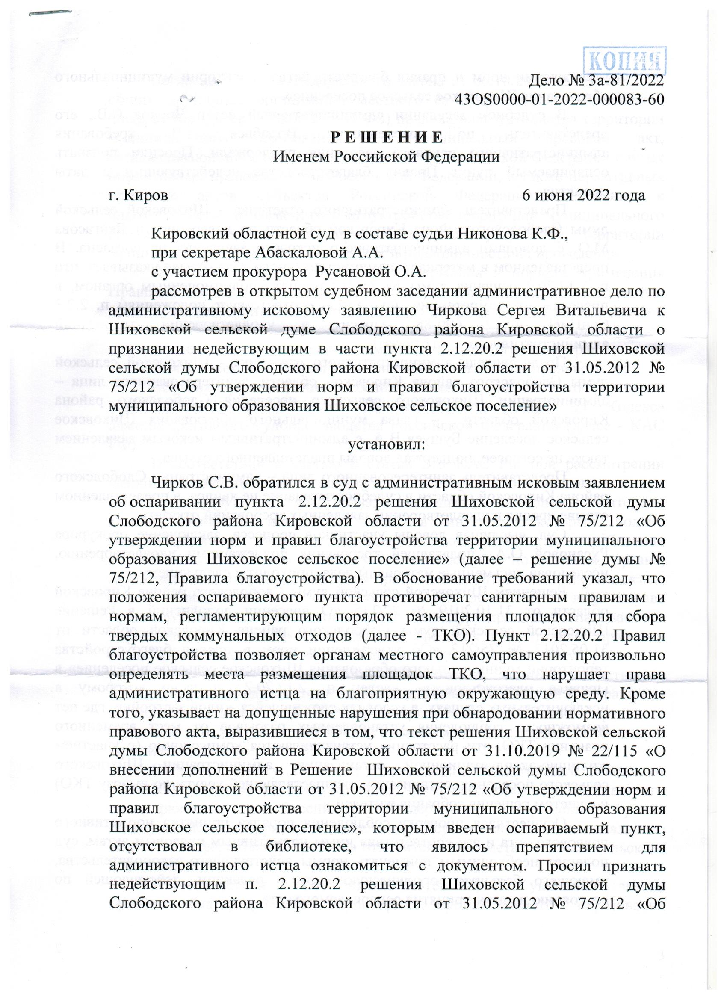 КОПИЯ
Дело № 3а-81/2022
43OS0000-01-2022-000083-60
РЕШЕНИЕ
Именем Российской Федерации
г. Киров 6 июня 2022 года
Кировский областной суд в составе судьи Никонова К.Ф.,
при секретаре Абаскаловой А.А.
с участием прокурора Русановой О.А.
рассмотрев в открытом судебном заседании административное дело по
административному исковому заявлению Чиркова Сергея Витальевича к
Шиховской сельской думе Слободского района Кировской области о
признании недействующим в части пункта 2.12.20.2 решения Шиховской
сельской думы Слободского района Кировской области от 31.05.2012 №
75/212 «Об утверждении норм и правил благоустройства территории
муниципального образования Шиховское сельское поселение»
установил:
Чирков С.В. обратился в суд с административным исковым заявлением
об оспаривании пункта 2.12.20.2 решения Шиховской сельской думы
Слободского района Кировской области от 31.05.2012 № 75/212 «Об
утверждении норм и правил благоустройства территории муниципального
образования Шиховское сельское поселение» (далее – решение думы №
75/212, Правила благоустройства). В обоснование требований указал, что
положения оспариваемого пункта противоречат санитарным правилам и
нормам, регламентирующим порядок размещения площадок для сбора
твердых коммунальных отходов (далее - ТКО). Пункт 2.12.20.2 Правил
благоустройства позволяет органам местного самоуправления произвольно
определять места размещения площадок ТКО, что нарушает права
административного истца на благоприятную окружающую среду. Кроме
того, указывает на допущенные нарушения при обнародовании нормативного
правового акта, выразившиеся в том, что текст решения Шиховской сельской
думы Слободского района Кировской области от 31.10.2019 № 22/115 «О
внесении дополнений в Решение Шиховской сельской думы Слободского
района Кировской области от 31.05.2012 № 75/212 «Об утверждении норм и
правил благоустройства территории муниципального образования
Шиховское сельское поселение», которым введен оспариваемый пункт,
отсутствовал в библиотеке, что явилось препятствием для
административного истца ознакомиться с документом. Просил признать
недействующим п. 2.12.20.2 решения Шиховской сельской думы
Слободского района Кировской области от 31.05.2012 № 75/212 «Об